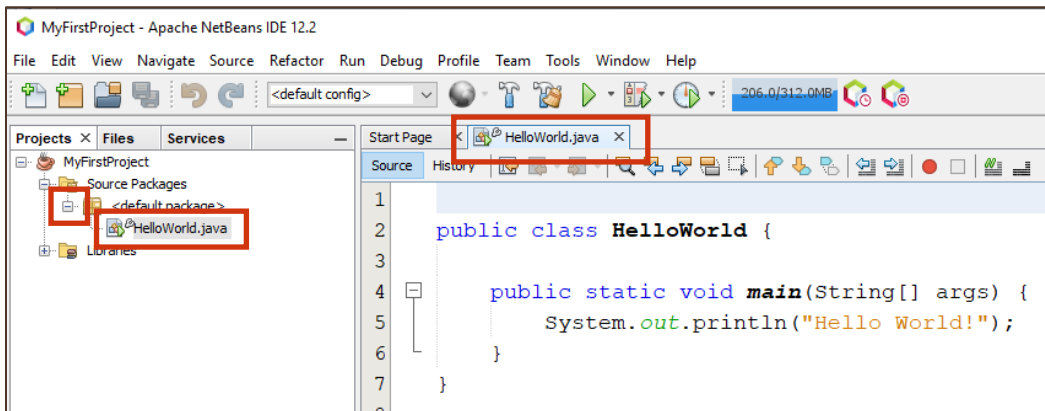 MyFirstProject - Apache NetBeans IDE 12.2
File Edit View Navigate Source Refactor Run Debug Profile Team Tools Window Help
<default config> 206.0/312.0MB
Projects × Files Services
MyFirstProject
Source Packages
<default package>
HelloWorld.java
Libraries
Start Page × HelloWorld.java ×
Source History
1
2 public class HelloWorld {
3
4 public static void main(String[] args) {
5 System.out.println("Hello World!");
6 }
7 }